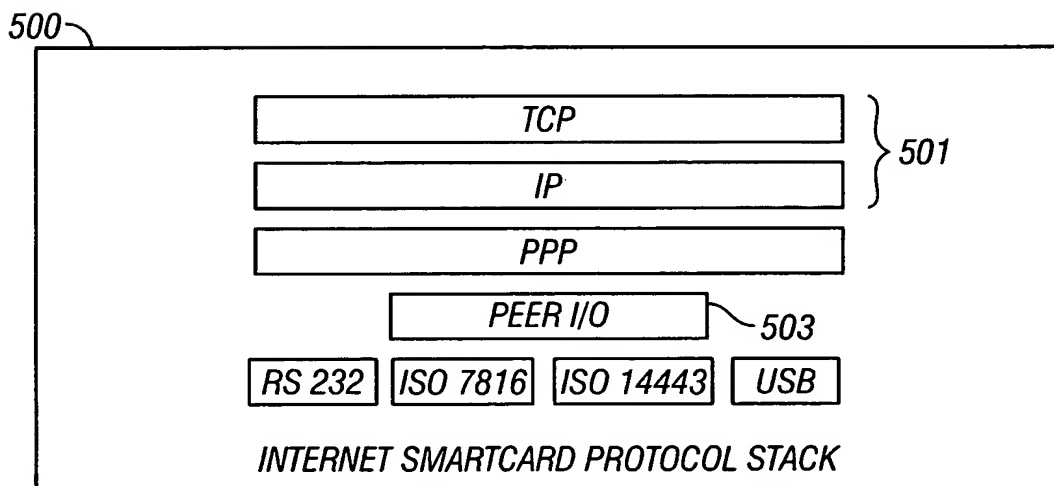 500
TCP
501
IP
PPP
PEER I/O
503
RS 232 ISO 7816 ISO 14443 USB
INTERNET SMARTCARD PROTOCOL STACK